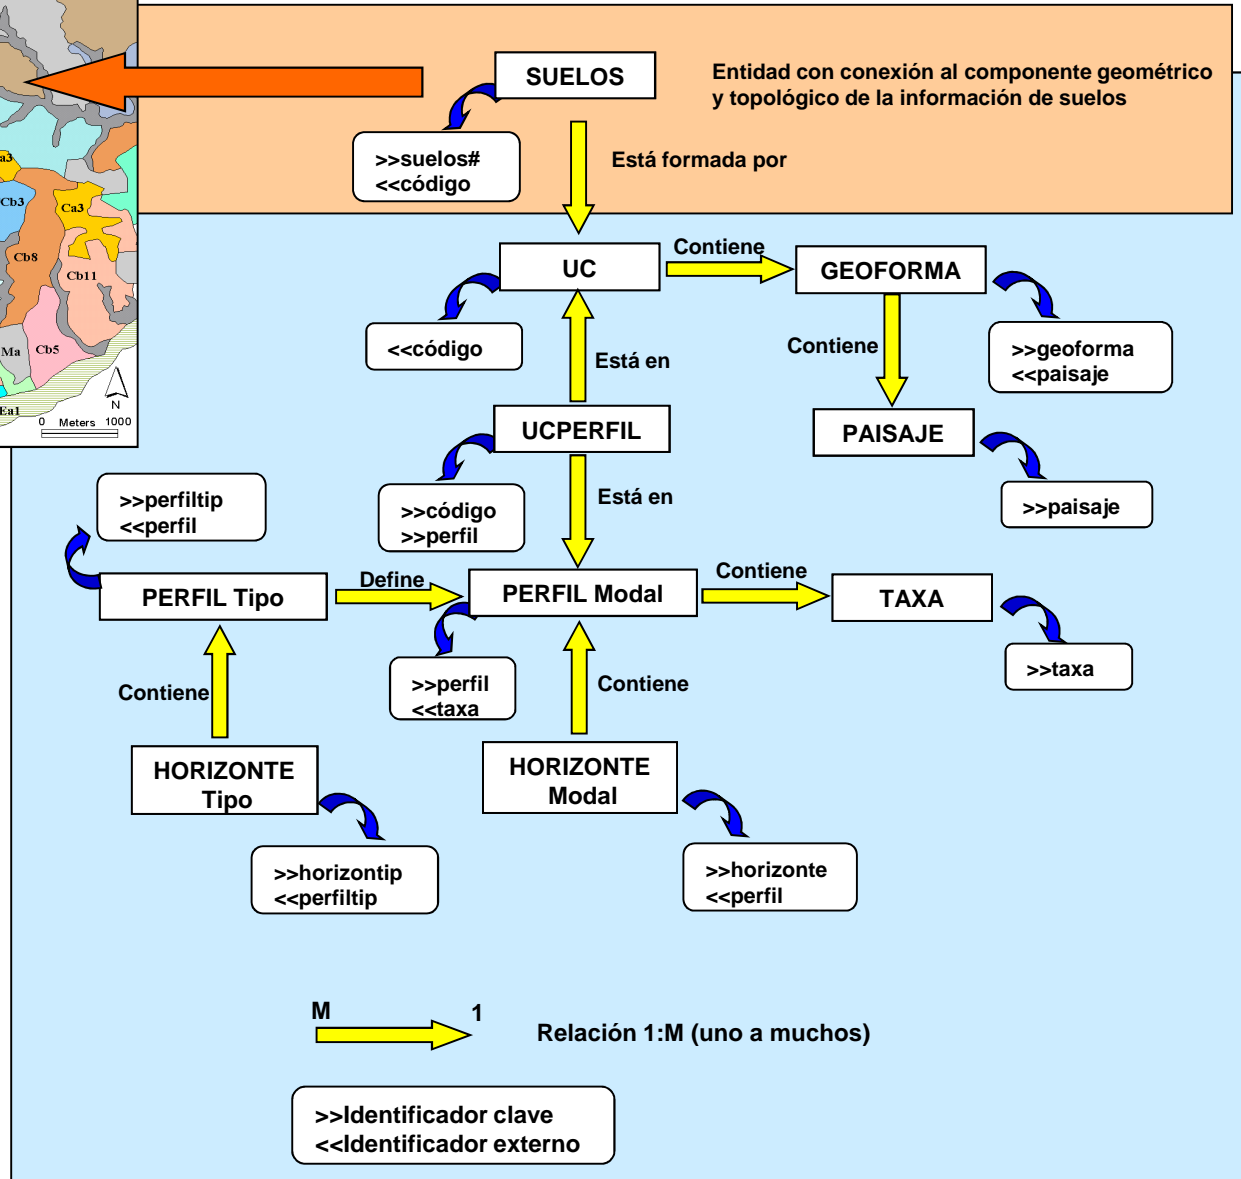 SUELOS
Entidad con conexión al componente geométrico
y topológico de la información de suelos
>>suelos#
<<código
Está formada por
a3
Cb3
Ca3
Cb8
Cb11
Ma
Cb5
Ea1
N
0 Meters 1000
UC
Contiene
GEOFORMA
<<código
Está en
Contiene
>>geoforma
<<paisaje
UCPERFIL
PAISAJE
>>perfiltip
<<perfil
>>código
>>perfil
Está en
>>paisaje
PERFIL Tipo
Define
PERFIL Modal
Contiene
TAXA
Contiene
>>perfil
<<taxa
Contiene
>>taxa
HORIZONTE
Tipo
HORIZONTE
Modal
>>horizontip
<<perfiltip
>>horizonte
<<perfil
M
1
Relación 1:M (uno a muchos)
>>Identificador clave
<<Identificador externo